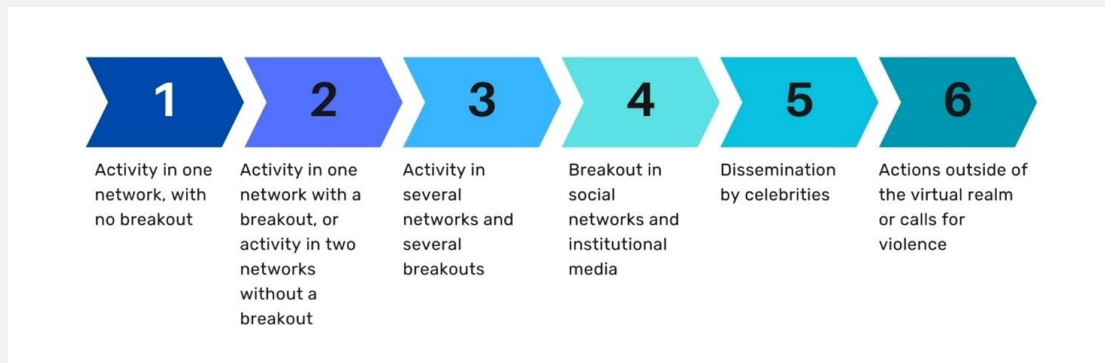 1
2
3
4
5
6
Activity in one
network, with
no breakout
Activity in one
network with a
breakout, or
activity in two
networks
without a
breakout
Activity in
several
networks and
several
breakouts
Breakout in
social
networks and
institutional
media
Dissemination
by celebrities
Actions outside of
the virtual realm
or calls for
violence